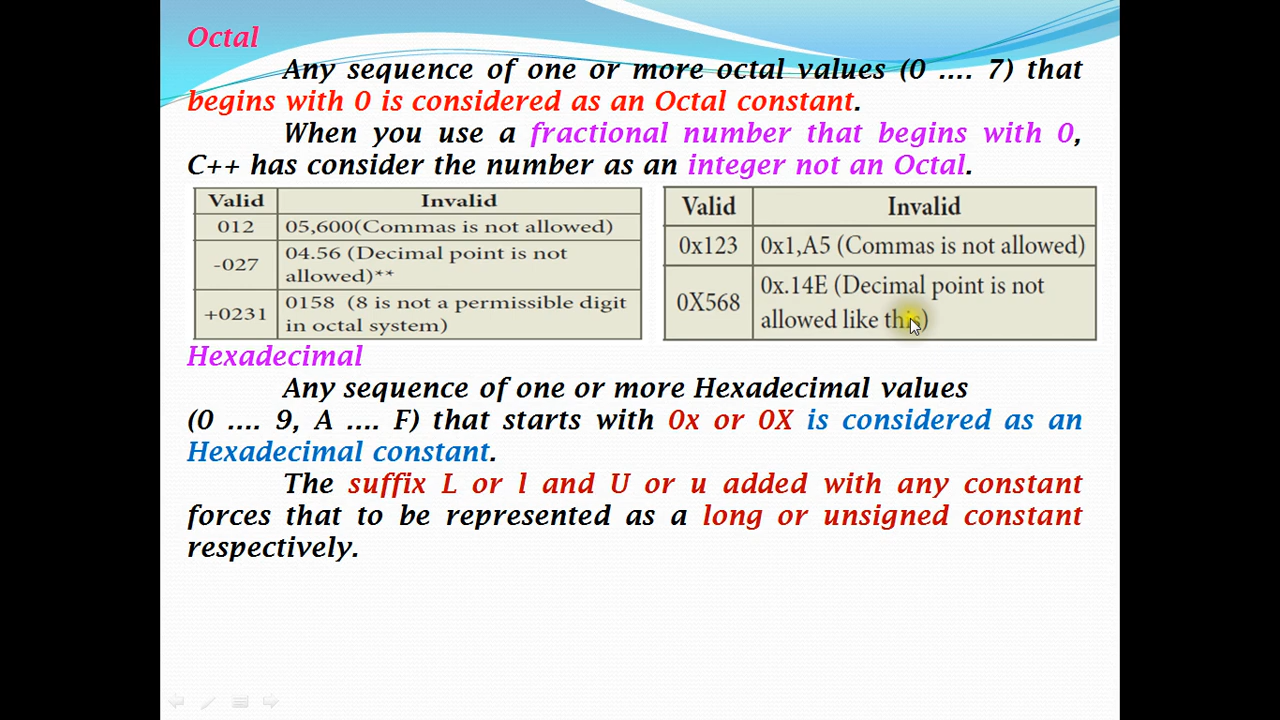 Octal
Any sequence of one or more octal values (0 .... 7) that
begins with 0 is considered as an Octal constant.
When you use a fractional number that begins with 0,
C++ has consider the number as an integer not an Octal.
Valid Invalid
012 05,600(Commas is not allowed)
-027 04.56 (Decimal point is not
allowed)**
+0231 0158 (8 is not a permissible digit
in octal system)
Valid Invalid
0x123 0x1,A5 (Commas is not allowed)
0X568 0x.14E (Decimal point is not
allowed like this)
Hexadecimal
Any sequence of one or more Hexadecimal values
(0 .... 9, A .... F) that starts with 0x or 0X is considered as an
Hexadecimal constant.
The suffix L or l and U or u added with any constant
forces that to be represented as a long or unsigned constant
respectively.